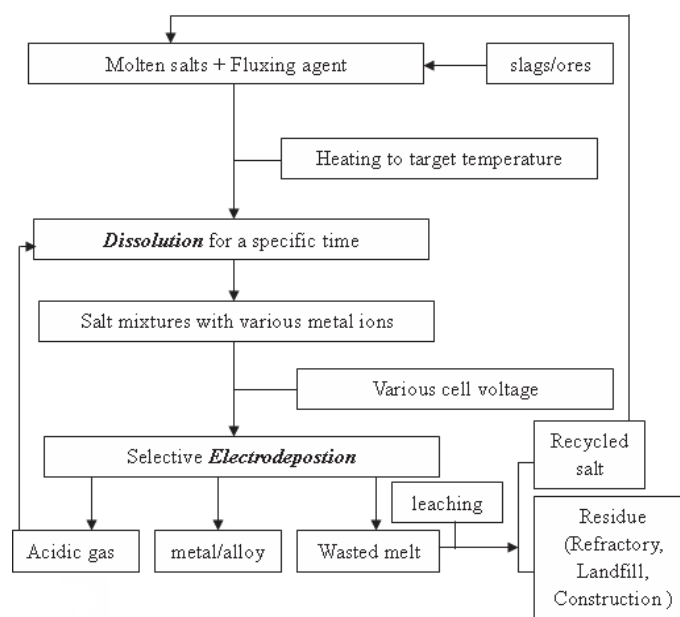 Molten salts + Fluxing agent
slags/ores
Heating to target temperature
Dissolution for a specific time
Salt mixtures with various metal ions
Various cell voltage
Selective Electrodepostion
Recycled
salt
leaching
Acidic gas
metal/alloy
Wasted melt
Residue
(Refractory,
Landfill,
Construction )